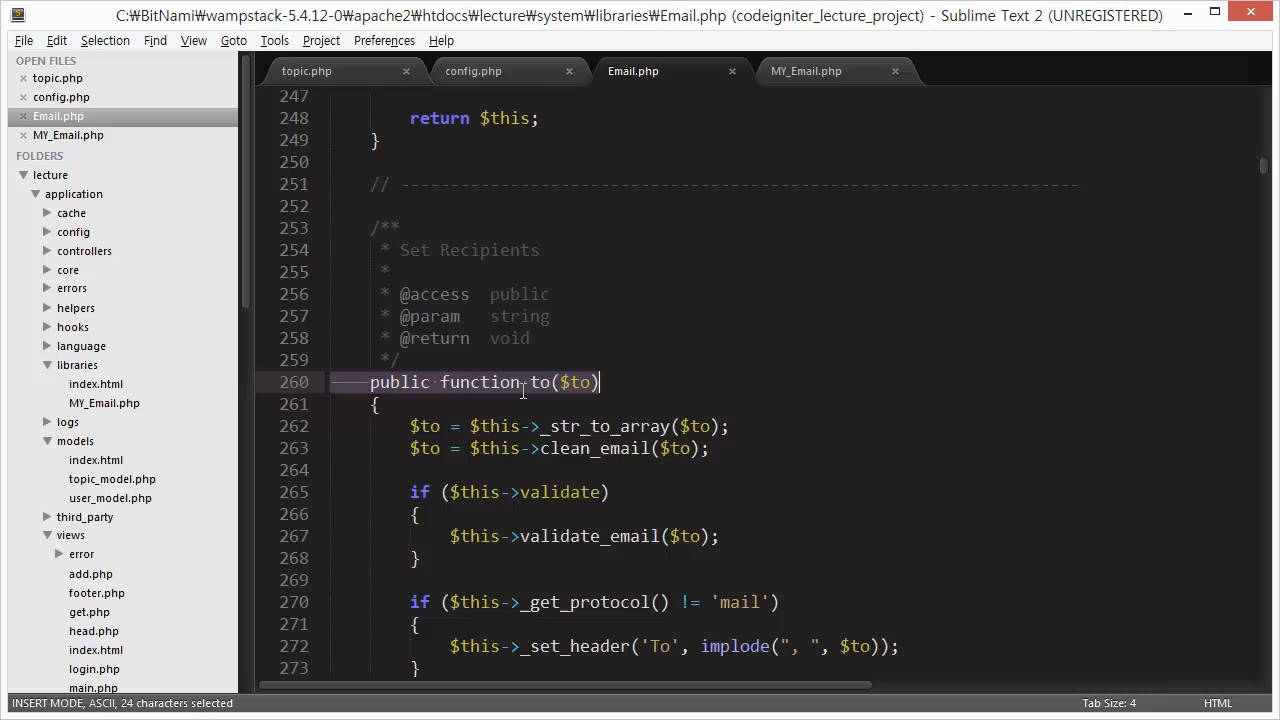 C:₩BitNami₩wampstack-5.4.12-0₩apache2₩htdocs₩lecture₩system₩libraries₩Email.php (codeigniter_lecture_project) - Sublime Text 2 (UNREGISTERED)
File Edit Selection Find View Goto Tools Project Preferences Help
OPEN FILES
topic.php
config.php
Email.php
MY_Email.php
FOLDERS
lecture
application
cache
config
controllers
core
errors
helpers
hooks
language
libraries
index.html
MY_Email.php
logs
models
index.html
topic_model.php
user_model.php
third_party
views
error
add.php
footer.php
get.php
head.php
index.html
login.php
main.php
topic.php config.php Email.php MY_Email.php
247
248 return $this;
249 }
250
251 // --------------------------------------------------------------------
252
253 /**
254 * Set Recipients
255 *
256 * @access public
257 * @param string
258 * @return void
259 */
260 public function to($to)
261 {
262 $to = $this->_str_to_array($to);
263 $to = $this->clean_email($to);
264
265 if ($this->validate)
266 {
267 $this->validate_email($to);
268 }
269
270 if ($this->_get_protocol() != 'mail')
271 {
272 $this->_set_header('To', implode(", ", $to));
273 }
INSERT MODE, ASCII, 24 characters selected Tab Size: 4 HTML